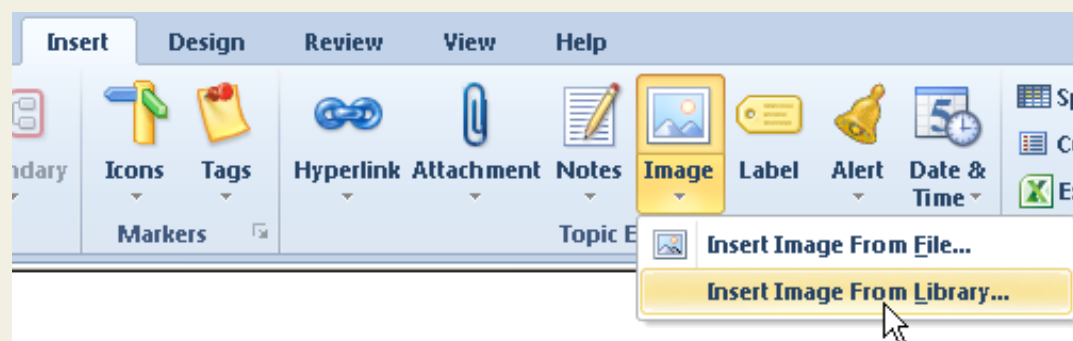 Insert Design Review View Help
Icons Tags Hyperlink Attachment Notes Image Label Alert Date &
Time
Markers Topic
Insert Image From File...
Insert Image From Library...